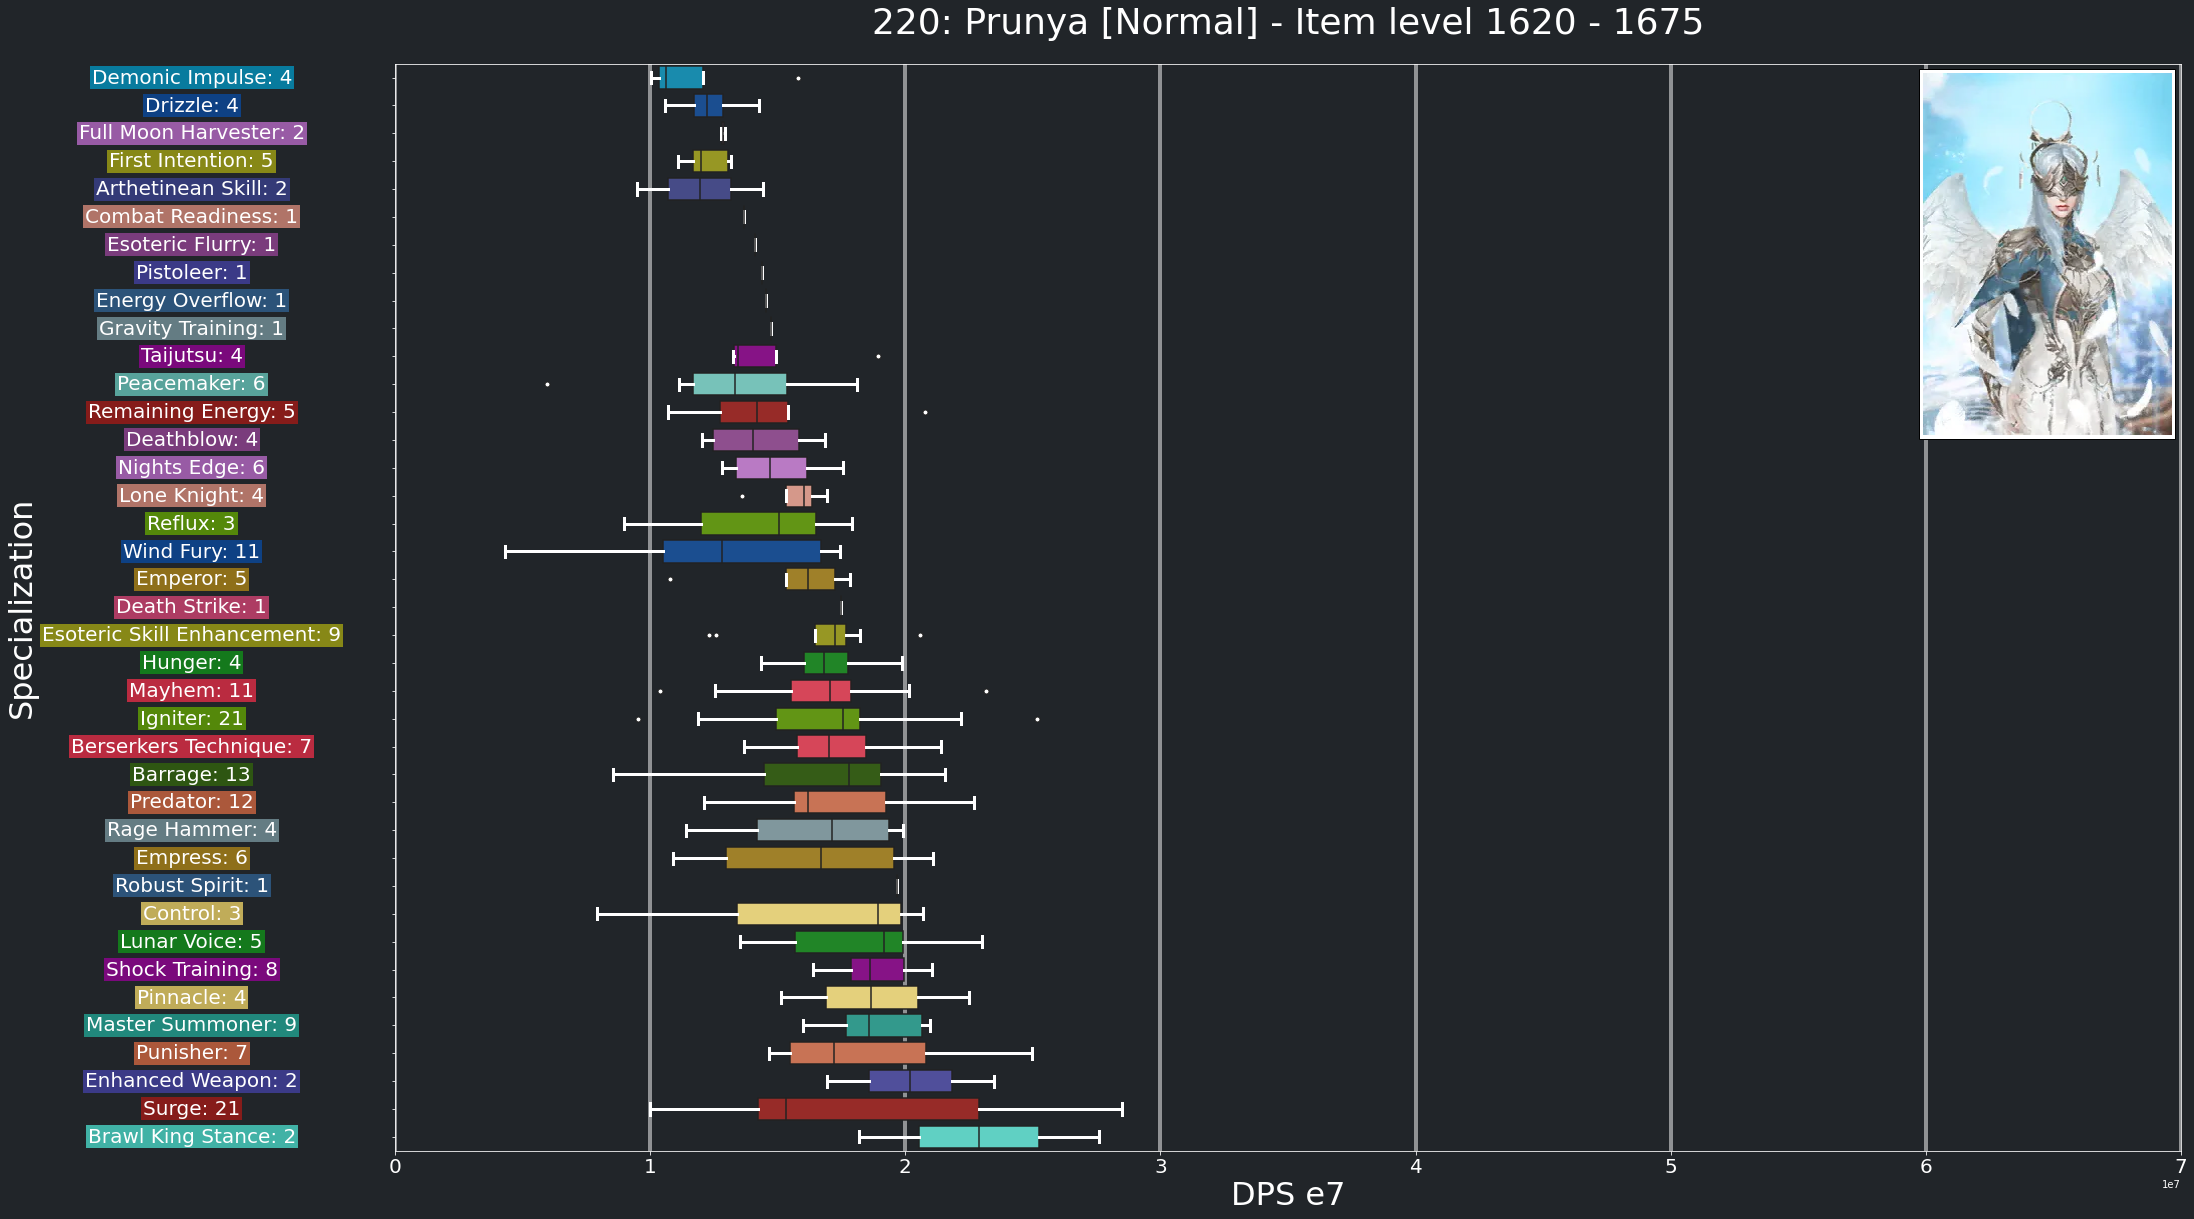 220: Prunya [Normal] - Item level 1620 - 1675
Demonic Impulse: 4
Drizzle: 4
Full Moon Harvester: 2
First Intention: 5
Arthetinean Skill: 2
Combat Readiness: 1
Esoteric Flurry: 1
Pistoleer: 1
Energy Overflow: 1
Gravity Training: 1
Taijutsu: 4
Peacemaker: 6
Remaining Energy: 5
Deathblow: 4
Nights Edge: 6
Lone Knight: 4
Reflux: 3
Wind Fury: 11
Emperor: 5
Death Strike: 1
Esoteric Skill Enhancement: 9
Hunger: 4
Mayhem: 11
Igniter: 21
Berserkers Technique: 7
Barrage: 13
Predator: 12
Rage Hammer: 4
Empress: 6
Robust Spirit: 1
Control: 3
Lunar Voice: 5
Shock Training: 8
Pinnacle: 4
Master Summoner: 9
Punisher: 7
Enhanced Weapon: 2
Surge: 21
Brawl King Stance: 2
Specialization
0 1 2 3 4 5 6 7
1e7
DPS e7